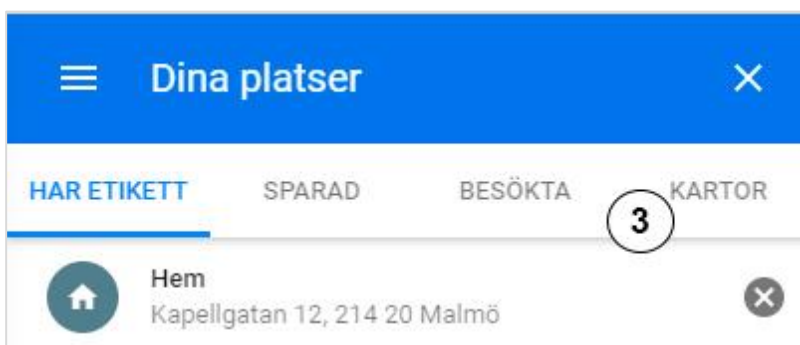 Dina platser
HAR ETIKETT SPARAD BESÖKTA KARTOR
3
Hem
Kapellgatan 12, 214 20 Malmö